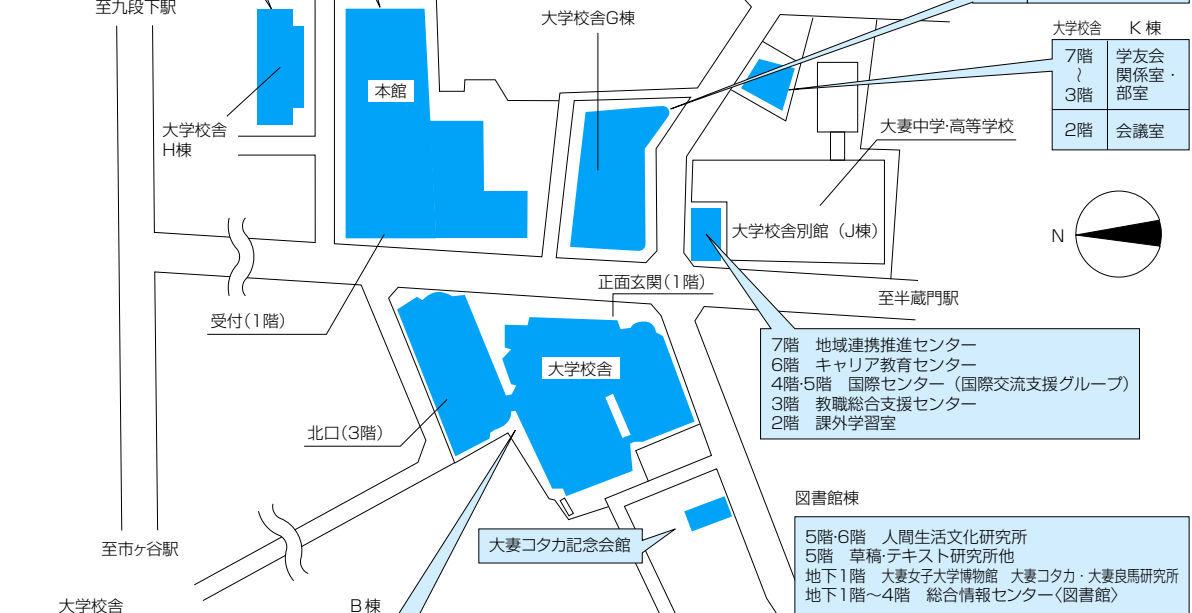 至九段下駅
大学校舎G棟
大学校舎 K棟
7階
〜
3階
学友会
関係室・
部室
2階 会議室
本館
大学校舎
H棟
大妻中学・高等学校
大学校舎別館（J棟）
N
正面玄関（1階）
至半蔵門駅
受付（1階）
7階 地域連携推進センター
6階 キャリア教育センター
4階・5階 国際センター（国際交流支援グループ）
3階 教職総合支援センター
2階 課外学習室
大学校舎
北口（3階）
図書館棟
5階・6階 人間生活文化研究所
5階 草稿・テキスト研究所他
地下1階 大妻女子大学博物館 大妻コタカ・大妻良馬研究所
地下1階〜4階 総合情報センター〈図書館〉
大妻コタカ記念会館
至市ヶ谷駅
大学校舎
B棟